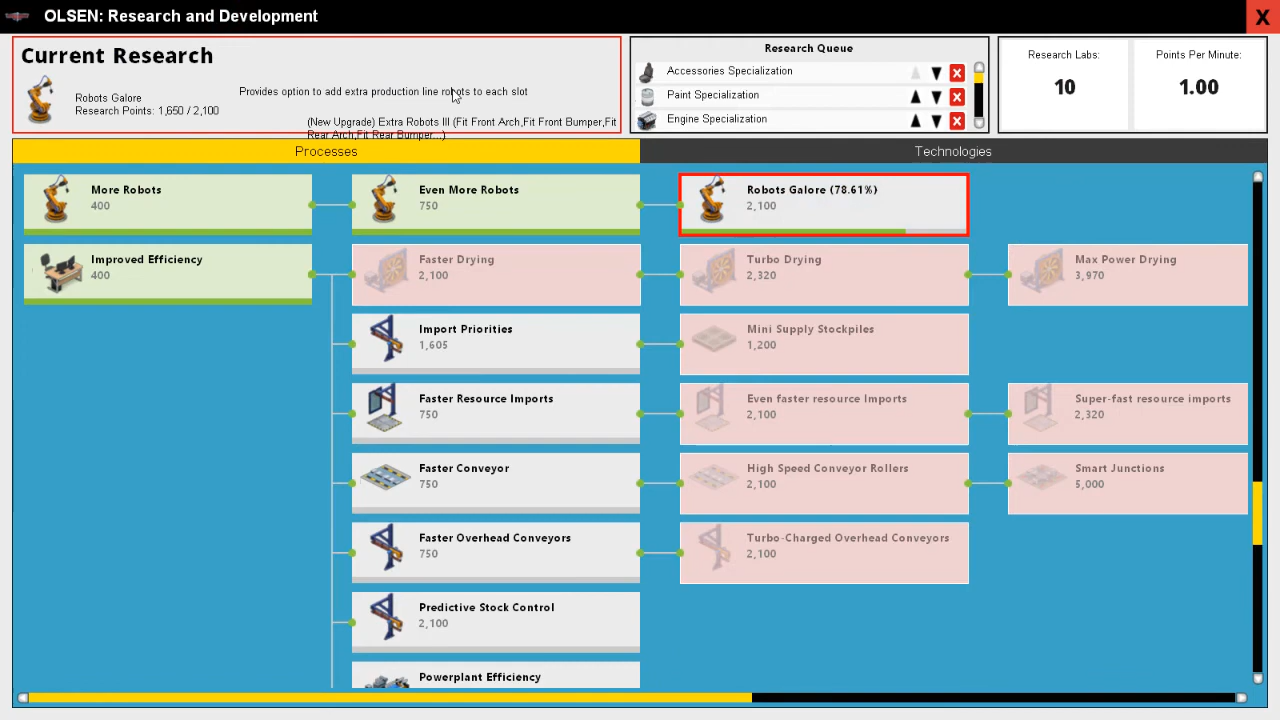 OLSEN: Research and Development
X
Current Research
Robots Galore
Research Points: 1,650 / 2,100
Provides option to add extra production line robots to each slot
(New Upgrade) Extra Robots III (Fit Front Arch,Fit Front Bumper,Fit
Rear Arch,Fit Rear Bumper...)
Research Queue
Accessories Specialization
Paint Specialization
Engine Specialization
Research Labs:
10
Points Per Minute:
1.00
Processes
Technologies
More Robots
400
Even More Robots
750
Robots Galore (78.61%)
2,100
Improved Efficiency
400
Faster Drying
2,100
Turbo Drying
2,320
Max Power Drying
3,970
Import Priorities
1,605
Mini Supply Stockpiles
1,200
Faster Resource Imports
750
Even faster resource Imports
2,100
Super-fast resource imports
2,320
Faster Conveyor
750
High Speed Conveyor Rollers
2,100
Smart Junctions
5,000
Faster Overhead Conveyors
750
Turbo-Charged Overhead Conveyors
2,100
Predictive Stock Control
2,100
Powerplant Efficiency